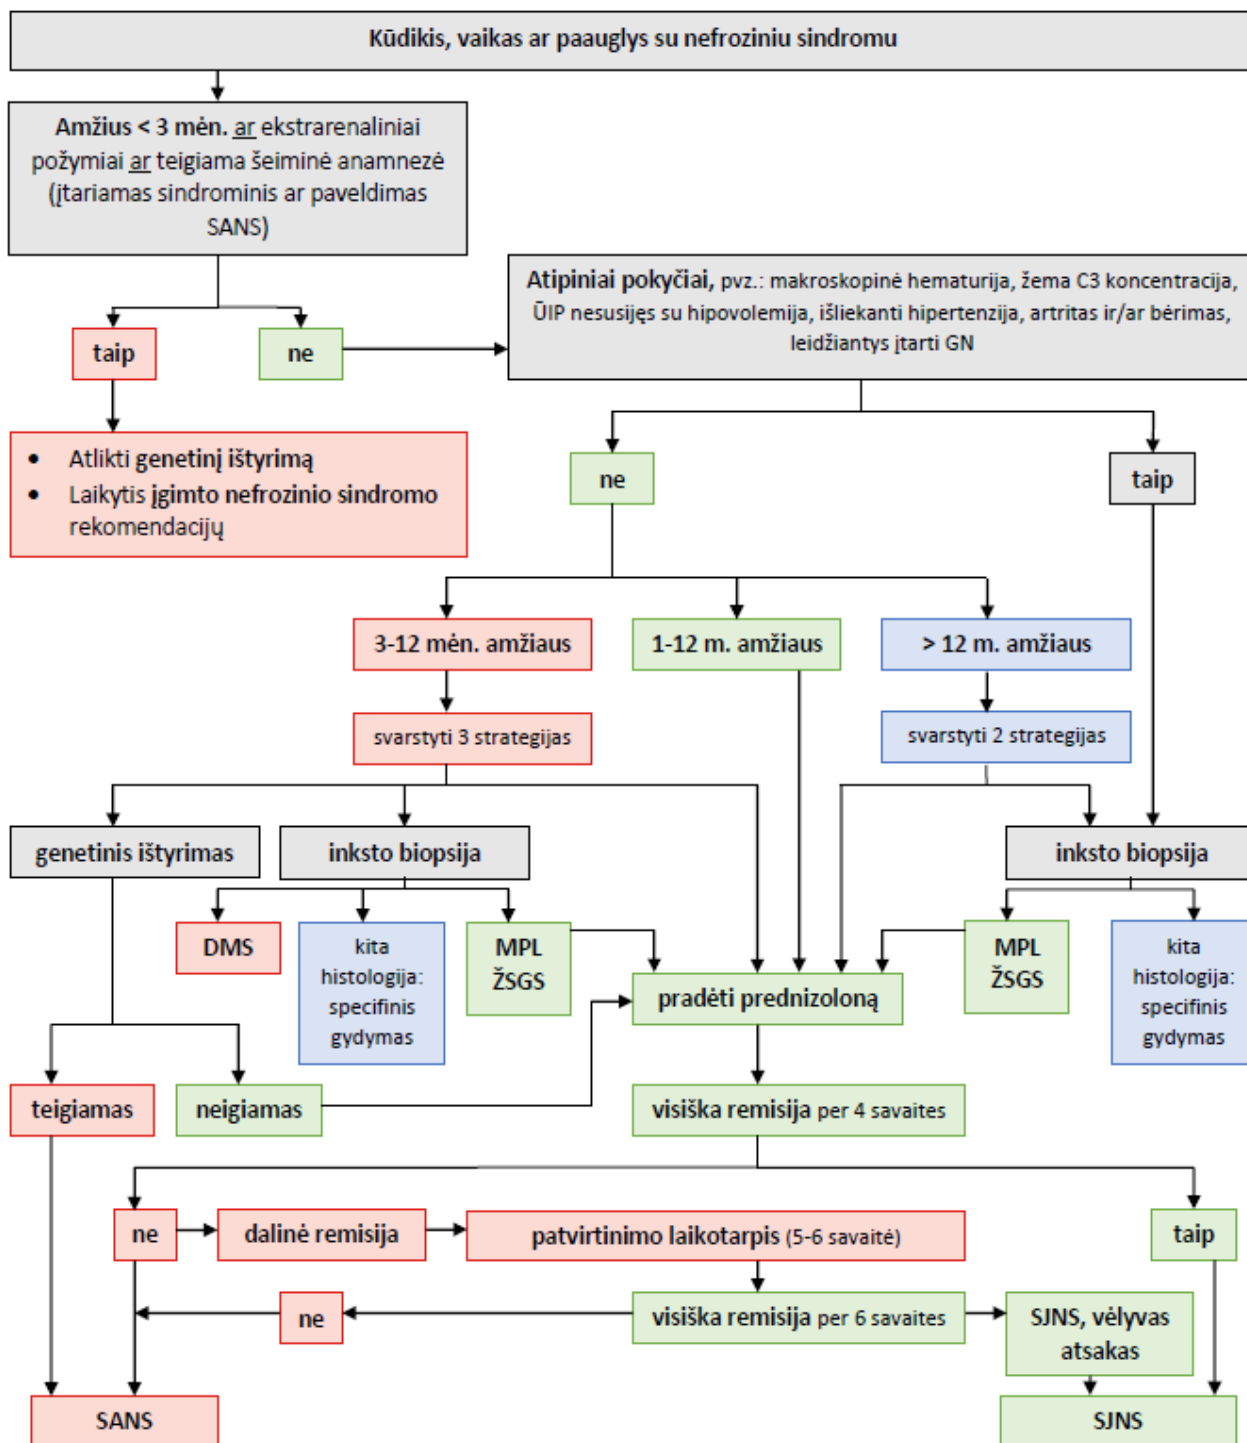 Kūdikis, vaikas ar paauglys su nefroziniu sindromu
Amžius < 3 mėn. ar ekstrarenaliniai
požymiai ar teigiama šeiminė anamnezė
(įtariamas sindrominis ar paveldimas
SANS)
Atipiniai pokyčiai, pvz.: makroskopinė hematurija, žema C3 koncentracija,
ŪIP nesusijęs su hipovolemija, išliekanti hipertenzija, artritas ir/ar bėrimas,
leidžiantys įtarti GN
taip
ne
• Atlikti genetinį ištyrimą
• Laikytis įgimto nefrozinio sindromo
rekomendacijų
ne
taip
3-12 mėn. amžiaus
1-12 m. amžiaus
> 12 m. amžiaus
svarstyti 3 strategijas
svarstyti 2 strategijas
genetinis ištyrimas
inksto biopsija
inksto biopsija
DMS
kita
histologija:
specifinis
gydymas
MPL
ŽSGS
pradėti prednizoloną
MPL
ŽSGS
kita
histologija:
specifinis
gydymas
teigiamas
neigiamas
visiška remisija per 4 savaites
ne
dalinė remisija
patvirtinimo laikotarpis (5-6 savaitė)
taip
ne
visiška remisija per 6 savaites
SJNS, vėlyvas
atsakas
SANS
SJNS